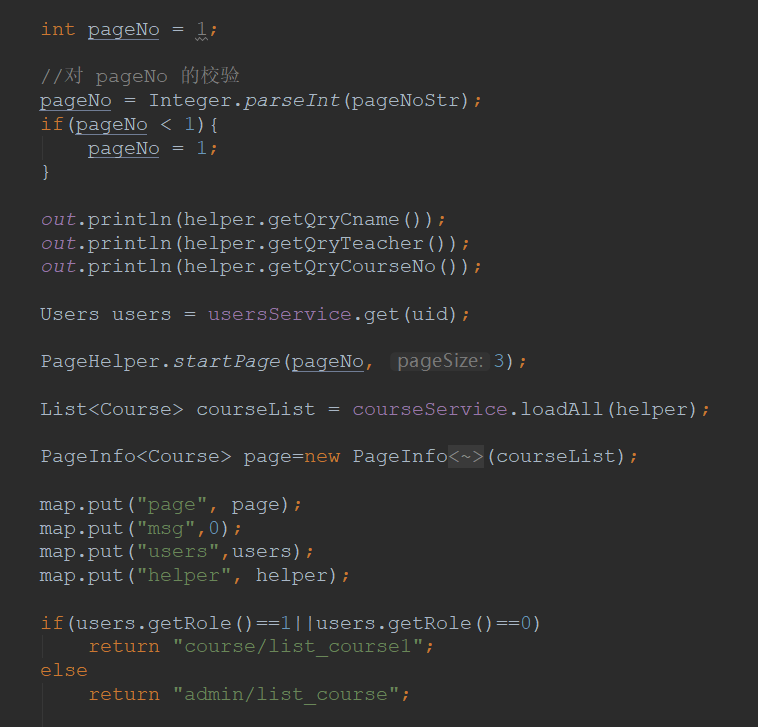 int pageNo = 1;
//对 pageNo 的校验
pageNo = Integer.parseInt(pageNoStr);
if(pageNo < 1){
pageNo = 1;
}
out.println(helper.getQryCname());
out.println(helper.getQryTeacher());
out.println(helper.getQryCourseNo());
Users users = usersService.get(uid);
PageHelper.startPage(pageNo, pageSize: 3);
List<Course> courseList = courseService.loadAll(helper);
PageInfo<Course> page=new PageInfo<~>(courseList);
map.put("page", page);
map.put("msg",0);
map.put("users",users);
map.put("helper", helper);
if(users.getRole()==1||users.getRole()==0)
return "course/list_course1";
else
return "admin/list_course";